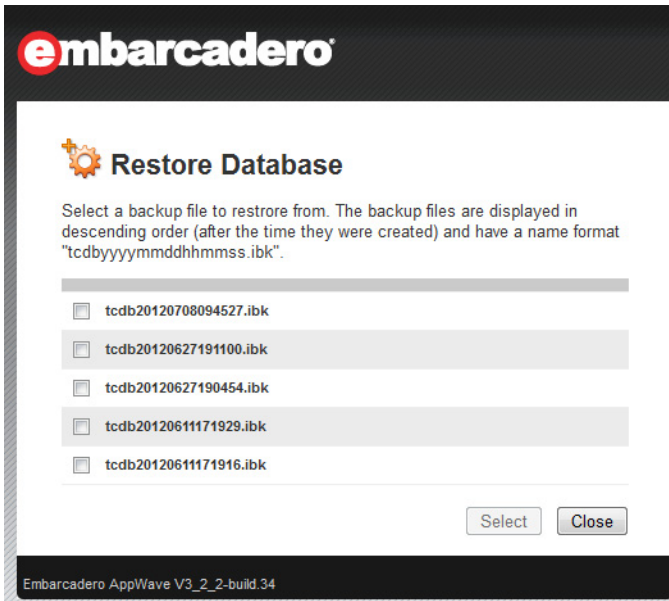 embarcadero
Restore Database
Select a backup file to restrore from. The backup files are displayed in
descending order (after the time they were created) and have a name format
"tcdbyyyymmddhhmmss.ibk".
tcdb20120708094527.ibk
tcdb20120627191100.ibk
tcdb20120627190454.ibk
tcdb20120611171929.ibk
tcdb20120611171916.ibk
Select Close
Embarcadero AppWave V3_2_2-build.34